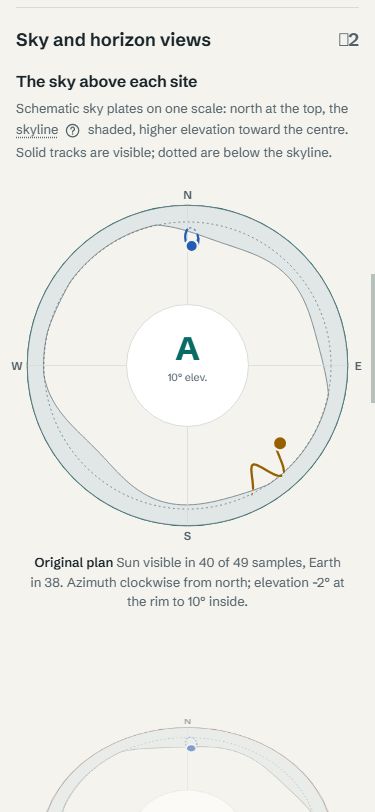 Sky and horizon views
2
The sky above each site
Schematic sky plates on one scale: north at the top, the
skyline ? shaded, higher elevation toward the centre.
Solid tracks are visible; dotted are below the skyline.
N
W
A
10° elev.
E
S
Original plan Sun visible in 40 of 49 samples, Earth
in 38. Azimuth clockwise from north; elevation -2° at
the rim to 10° inside.
N